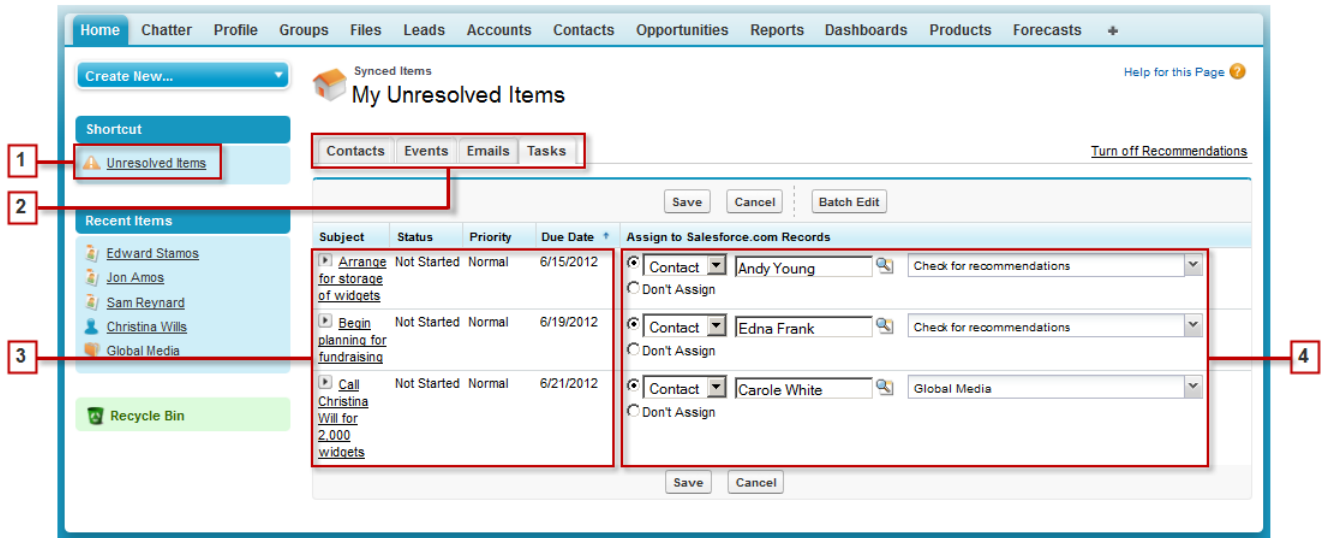 Home Chatter Profile Groups Files Leads Accounts Contacts Opportunities Reports Dashboards Products Forecasts +
Create New...
Synced Items
My Unresolved Items
Help for this Page ?
Shortcut
1
Unresolved Items
Contacts Events Emails Tasks
Turn off Recommendations
2
Save Cancel Batch Edit
Recent Items
Edward Stamos
Jon Amos
Sam Reynard
Christina Wills
Global Media
3
Recycle Bin
Subject Status Priority Due Date Assign to Salesforce.com Records
Arrange Not Started Normal 6/15/2012 Contact Andy Young Check for recommendations
for storage Don't Assign
of widgets
Begin Not Started Normal 6/19/2012 Contact Edna Frank Check for recommendations
planning for Don't Assign
fundraising
4
Call Not Started Normal 6/21/2012 Contact Carole White Global Media
Christina Don't Assign
Will for
2,000
widgets
Save Cancel